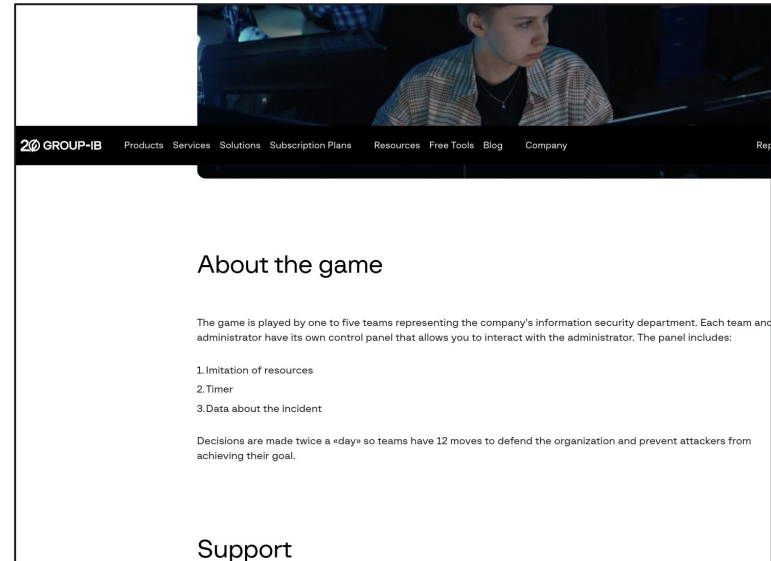 20 GROUP-IB Products Services Solutions Subscription Plans Resources Free Tools Blog Company
About the game
The game is played by one to five teams representing the company's information security department. Each team and
administrator have its own control panel that allows you to interact with the administrator. The panel includes:
1. Imitation of resources
2. Timer
3. Data about the incident
Decisions are made twice a «day» so teams have 12 moves to defend the organization and prevent attackers from
achieving their goal.
Support